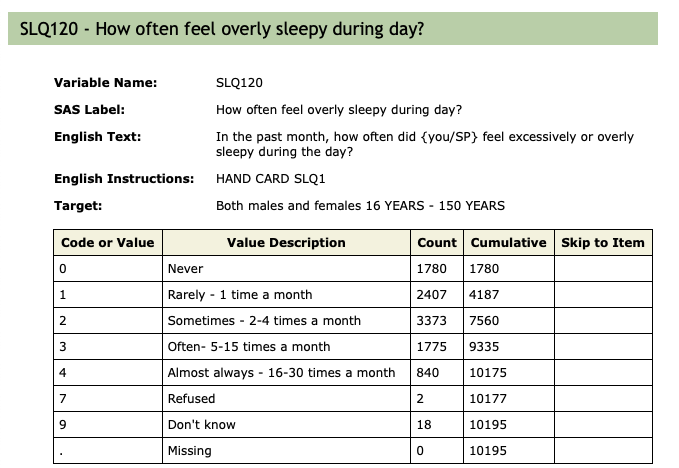 SLQ120 - How often feel overly sleepy during day?
Variable Name: SLQ120
SAS Label: How often feel overly sleepy during day?
English Text: In the past month, how often did {you/SP} feel excessively or overly
sleepy during the day?
English Instructions: HAND CARD SLQ1
Target: Both males and females 16 YEARS - 150 YEARS
Code or Value Value Description Count Cumulative Skip to Item
0 Never 1780 1780
1 Rarely - 1 time a month 2407 4187
2 Sometimes - 2-4 times a month 3373 7560
3 Often- 5-15 times a month 1775 9335
4 Almost always - 16-30 times a month 840 10175
7 Refused 2 10177
9 Don't know 18 10195
. Missing 0 10195